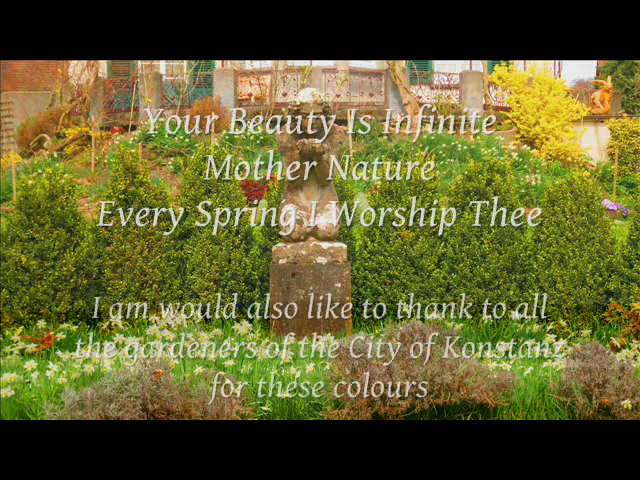 Your Beauty Is Infinite
Mother Nature
Every Spring I Worship Thee
I am would also like to thank to all
the gardeners of the City of Konstanz
for these colours